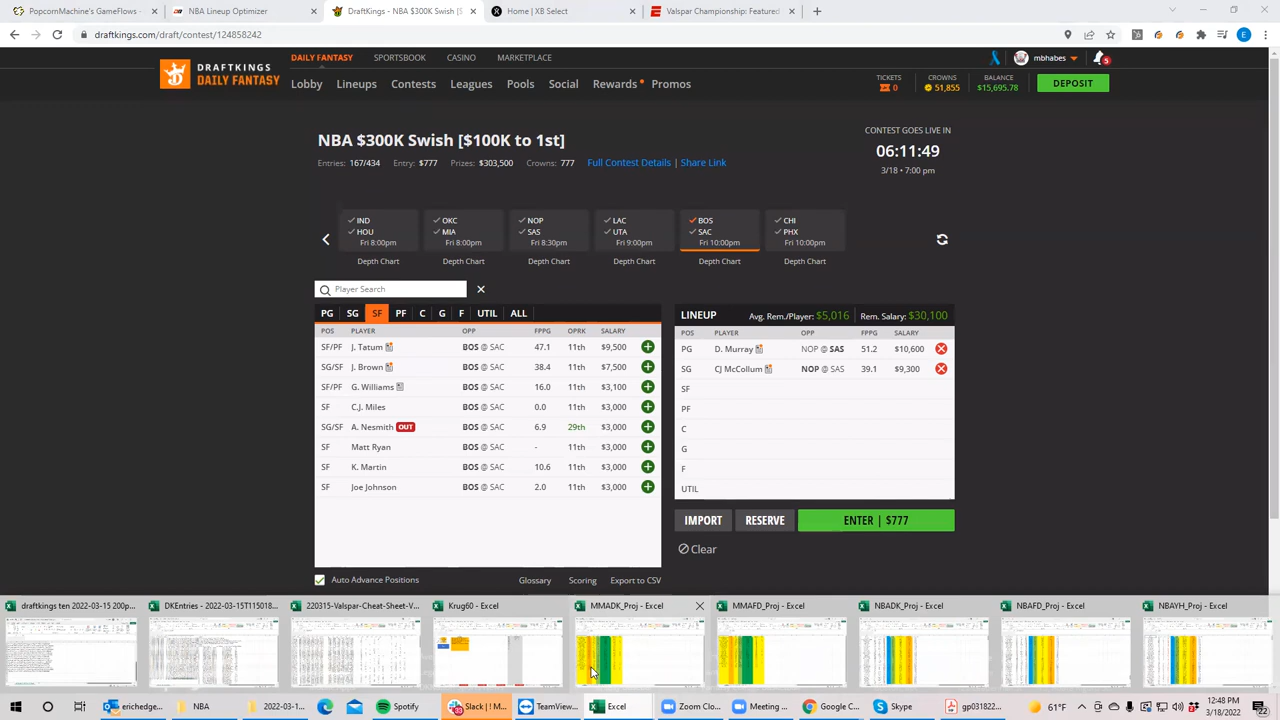 PopcornMachine's GameFlows
NBA Lineup Optimizer
DraftKings - NBA $300K Swish [$
Home | XB Select
Valspar Championship: Featured
draftkings.com/draft/contest/124858242
E
DAILY FANTASY SPORTSBOOK CASINO MARKETPLACE
mbhabes
5
DRAFTKINGS
DAILY FANTASY
Lobby Lineups Contests Leagues Pools Social Rewards Promos
TICKETS CROWNS BALANCE
0 51,855 $15,695.78
DEPOSIT
NBA $300K Swish [$100K to 1st]
Entries: 167/434 Entry: $777 Prizes: $303,500 Crowns: 777 Full Contest Details | Share Link
CONTEST GOES LIVE IN
06:11:49
3/18 • 7:00 pm
IND OKC NOP LAC BOS CHI
HOU MIA SAS UTA SAC PHX
Fri 8:00pm Fri 8:00pm Fri 8:30pm Fri 9:00pm Fri 10:00pm Fri 10:00pm
Depth Chart Depth Chart Depth Chart Depth Chart Depth Chart Depth Chart
Player Search
PG SG SF PF C G F UTIL ALL
POS PLAYER OPP FPPG OPRK SALARY
SF/PF J. Tatum BOS @ SAC 47.1 11th $9,500
SG/SF J. Brown BOS @ SAC 38.4 11th $7,500
SF/PF G. Williams BOS @ SAC 16.0 11th $3,100
SF C.J. Miles BOS @ SAC 0.0 11th $3,000
SG/SF A. Nesmith OUT BOS @ SAC 6.9 29th $3,000
SF Matt Ryan BOS @ SAC - 11th $3,000
SF K. Martin BOS @ SAC 10.6 11th $3,000
SF Joe Johnson BOS @ SAC 2.0 11th $3,000
Auto Advance Positions Glossary Scoring Export to CSV
LINEUP Avg. Rem./Player: $5,016 Rem. Salary: $30,100
POS PLAYER OPP FPPG SALARY
PG D. Murray NOP @ SAS 51.2 $10,600
SG CJ McCollum NOP @ SAS 39.1 $9,300
SF
PF
C
G
F
UTIL
IMPORT RESERVE ENTER | $777
Clear
draftkings ten 2022-03-15 200p...
DKEntries - 2022-03-15T115018...
220315-Valspar-Cheat-Sheet-V...
Krug60 - Excel
MMADK_Proj - Excel
MMAFD_Proj - Excel
NBADK_Proj - Excel
NBAFD_Proj - Excel
NBAYH_Proj - Excel
erichedge... NBA 2022-03-1... Spotify Slack | ! M... TeamView... Excel Zoom Clo... Meeting ... Google C... Skype gp031822... 61°F
12:48 PM
3/18/2022
22